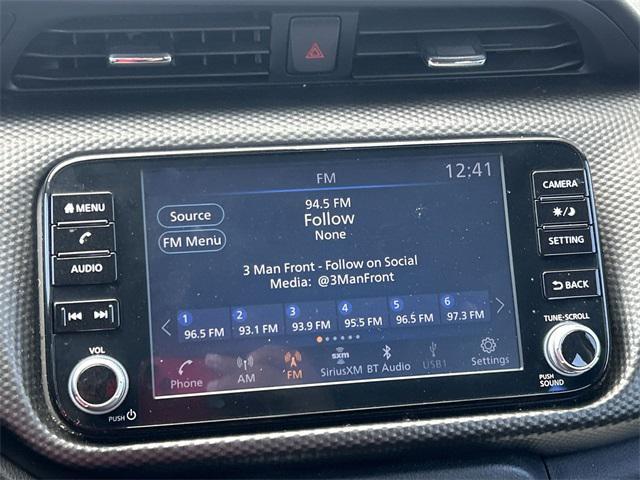 FM
12:41
94.5 FM
Follow
None
Source
FM Menu
3 Man Front - Follow on Social
Media: @3ManFront
1 2 3 4 5 6
96.5 FM 93.1 FM 93.9 FM 95.5 FM 96.5 FM 97.3 FM
Phone AM FM SiriusXM BT Audio USB1 Settings
sxm
MENU
AUDIO
VOL
PUSH
CAMERA
SETTING
BACK
TUNE-SCROLL
PUSH
SOUND